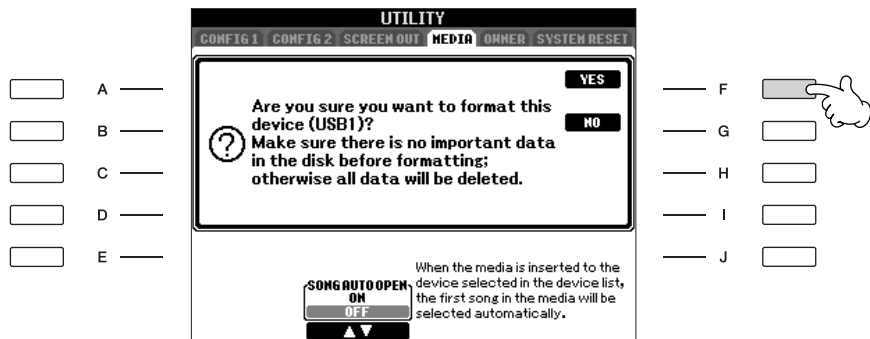 UTILITY
CONFIG 1 CONFIG 2 SCREEN OUT MEDIA OWNER SYSTEM RESET
YES
Are you sure you want to format this
device (USB1)?
NO
Make sure there is no important data
in the disk before formatting;
otherwise all data will be deleted.
A
B
C
D
E
F
G
H
I
J
SONG AUTO OPEN
ON
OFF
When the media is inserted to the
device selected in the device list,
the first song in the media will be
selected automatically.